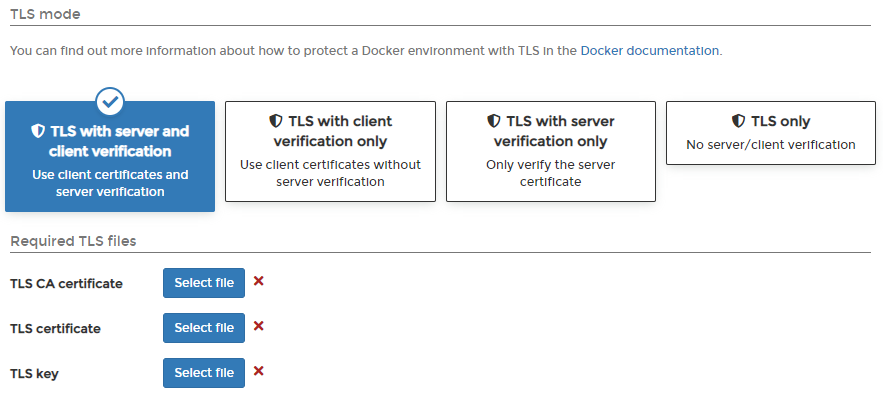 TLS mode
You can find out more information about how to protect a Docker environment with TLS in the Docker documentation.
TLS with server and
client verification
Use client certificates and
server verification
TLS with client
verification only
Use client certificates without
server verification
TLS with server
verification only
Only verify the server
certificate
TLS only
No server/client verification
Required TLS files
TLS CA certificate
Select file
TLS certificate
Select file
TLS key
Select file